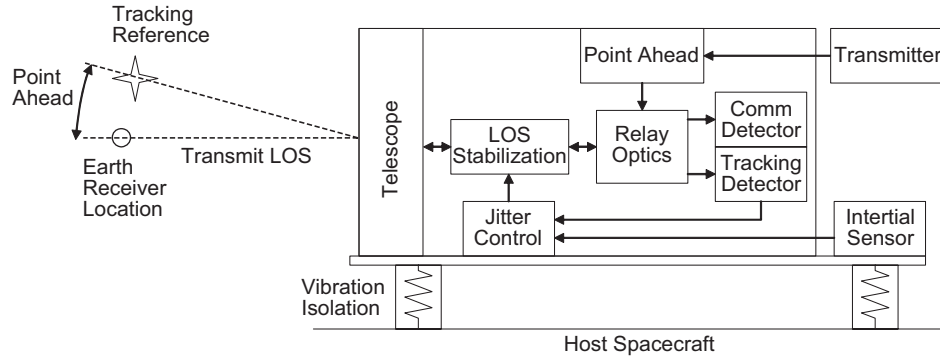 Tracking
Reference
Point
Ahead
Transmit LOS
Earth
Receiver
Location
Telescope
Point Ahead
Transmitter
LOS
Stabilization
Relay
Optics
Comm
Detector
Tracking
Detector
Jitter
Control
Intertial
Sensor
Vibration
Isolation
Host Spacecraft